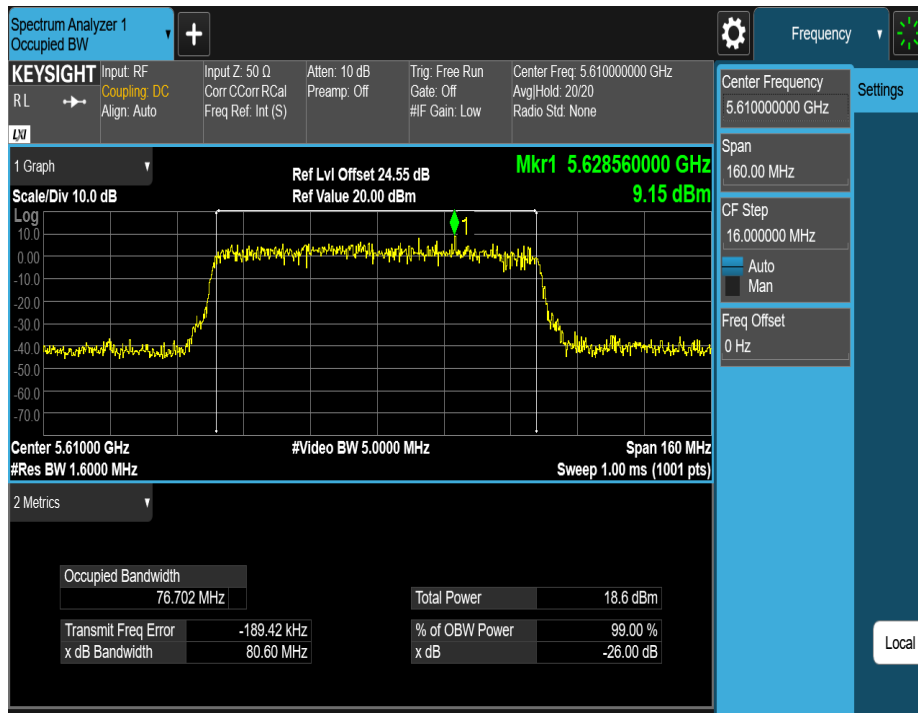 Spectrum Analyzer 1
Occupied BW
+
Frequency
KEYSIGHT
RL
LXI
Input: RF
Coupling: DC
Align: Auto
Input Z: 50 Ω
Corr CCorr RCal
Freq Ref: Int (S)
Atten: 10 dB
Preamp: Off
Trig: Free Run
Gate: Off
#IF Gain: Low
Center Freq: 5.610000000 GHz
Avg|Hold: 20/20
Radio Std: None
Center Frequency
5.610000000 GHz
Settings
Span
160.00 MHz
CF Step
16.000000 MHz
Auto
Man
Freq Offset
0 Hz
1 Graph
Scale/Div 10.0 dB
Ref Lvl Offset 24.55 dB
Ref Value 20.00 dBm
Mkr1 5.628560000 GHz
9.15 dBm
Log
10.0
0.00
-10.0
-20.0
-30.0
-40.0
-50.0
-60.0
-70.0
1
Center 5.61000 GHz
#Video BW 5.0000 MHz
Span 160 MHz
#Res BW 1.6000 MHz
Sweep 1.00 ms (1001 pts)
2 Metrics
Occupied Bandwidth
76.702 MHz
Total Power 18.6 dBm
Transmit Freq Error -189.42 kHz
% of OBW Power 99.00 %
x dB Bandwidth 80.60 MHz
x dB -26.00 dB
Local